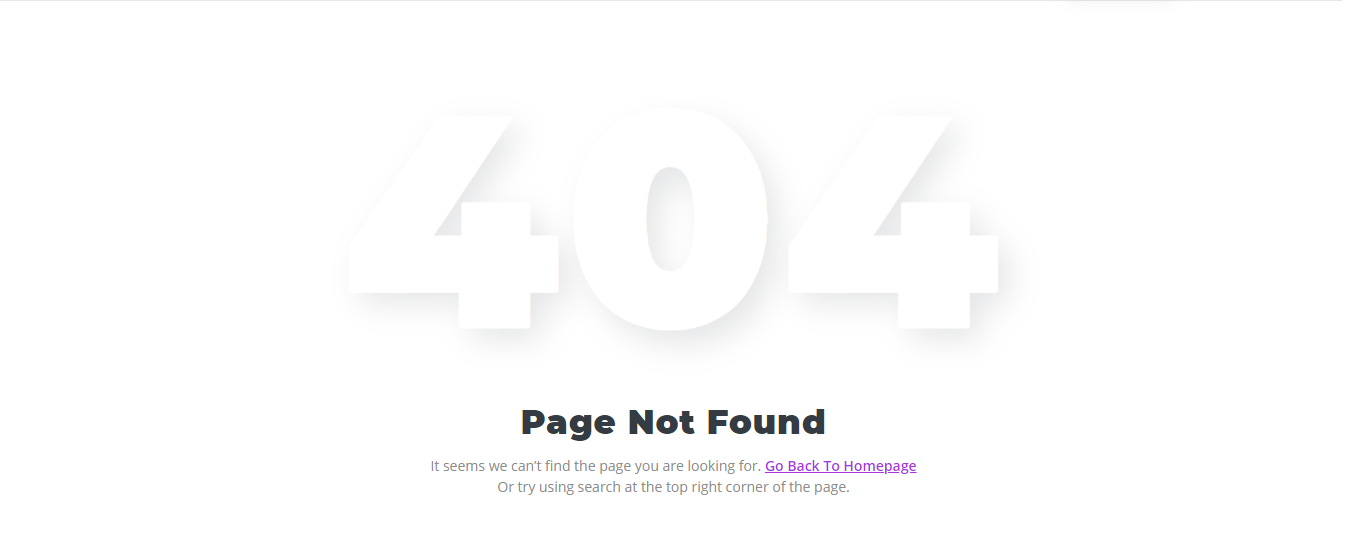 404
Page Not Found
It seems we can’t find the page you are looking for. Go Back To Homepage
Or try using search at the top right corner of the page.